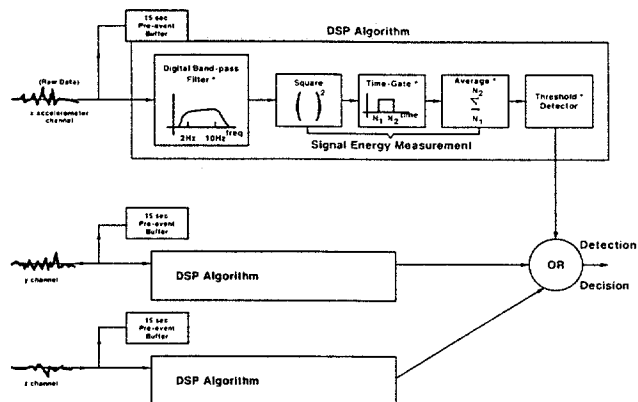 15 sec
Pre-event
Buffer
DSP Algorithm
(Raw Data)
x accelerometer
channel
Digital Band-pass
Filter *
2Hz 10Hz freq
Square
( )²
Time-Gate *
N₁ N₂ time
Average *
N₂
Σ
N₁
Threshold *
Detector
Signal Energy Measurement
15 sec
Pre-event
Buffer
y channel
DSP Algorithm
OR
Detection
Decision
15 sec
Pre-event
Buffer
z channel
DSP Algorithm